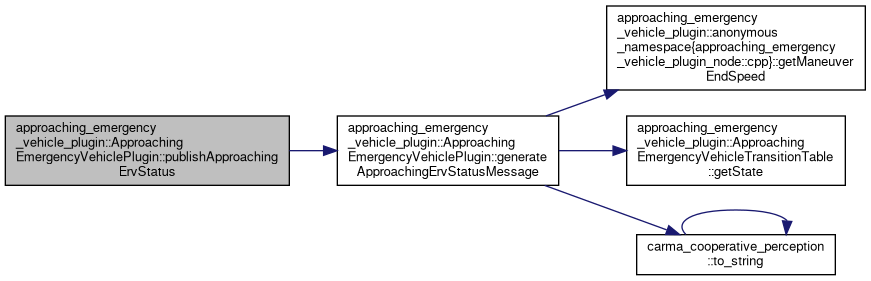 approaching_emergency
_vehicle_plugin::Approaching
EmergencyVehiclePlugin::publishApproaching
ErvStatus
approaching_emergency
_vehicle_plugin::Approaching
EmergencyVehiclePlugin::generate
ApproachingErvStatusMessage
approaching_emergency
_vehicle_plugin::anonymous
_namespace{approaching_emergency
_vehicle_plugin_node::cpp}::getManeuver
EndSpeed
approaching_emergency
_vehicle_plugin::Approaching
EmergencyVehicleTransitionTable
::getState
carma_cooperative_perception
::to_string